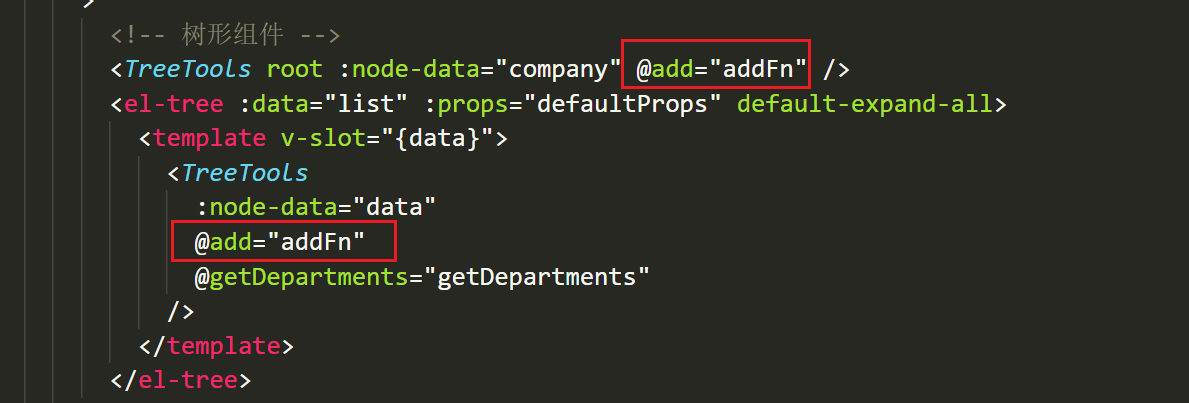 >
<!-- 树形组件 -->
<TreeTools root :node-data="company" @add="addFn" />
<el-tree :data="list" :props="defaultProps" default-expand-all>
<template v-slot="{data}">
<TreeTools
:node-data="data"
@add="addFn"
@getDepartments="getDepartments"
/>
</template>
</el-tree>